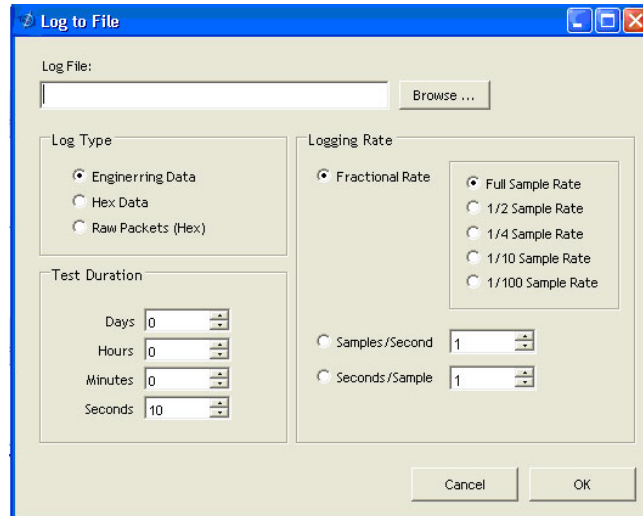 Log to File
Log File:
Browse ...
Log Type
Enginerring Data
Hex Data
Raw Packets (Hex)
Test Duration
Days 0
Hours 0
Minutes 0
Seconds 10
Logging Rate
Fractional Rate
Full Sample Rate
1/2 Sample Rate
1/4 Sample Rate
1/10 Sample Rate
1/100 Sample Rate
Samples/Second 1
Seconds/Sample 1
Cancel OK